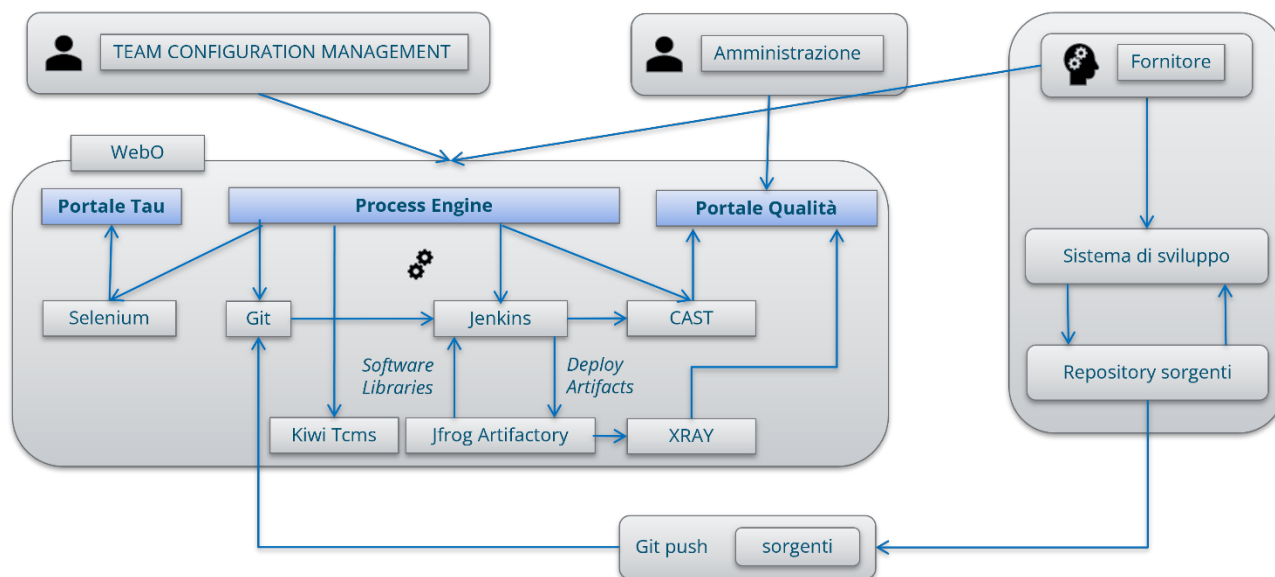 TEAM CONFIGURATION MANAGEMENT
Amministrazione
Fornitore
WebO
Portale Tau
Process Engine
Portale Qualità
Sistema di sviluppo
Selenium
Git
Jenkins
CAST
Software
Libraries
Deploy
Artifacts
Repository sorgenti
Kiwi Tcms
Jfrog Artifactory
XRAY
Git push
sorgenti